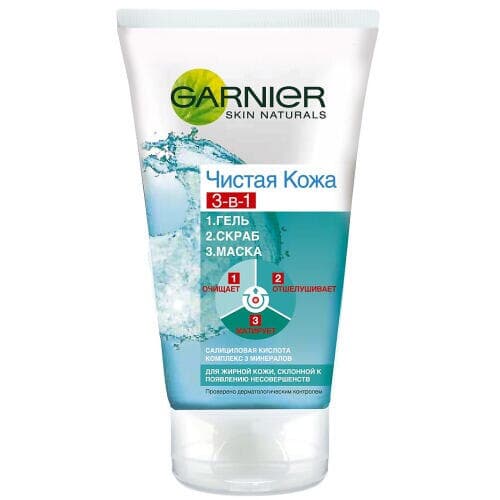 GARNIER
SKIN NATURALS
Чистая Кожа
3-в-1
1.ГЕЛЬ
2.СКРАБ
3.МАСКА
1
ОЧИЩАЕТ
2
ОТШЕЛУШИВАЕТ
3
МАТИРУЕТ
САЛИЦИЛОВАЯ КИСЛОТА
КОМПЛЕКС 3 МИНЕРАЛОВ
ДЛЯ ЖИРНОЙ КОЖИ, СКЛОННОЙ К
ПОЯВЛЕНИЮ НЕСОВЕРШЕНСТВ
Проверено дерматологическим контролем